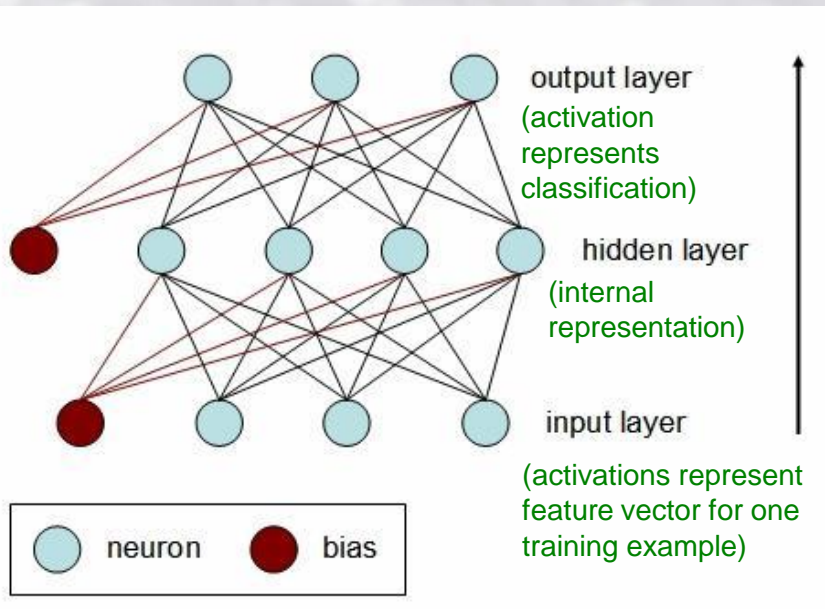 output layer
(activation
represents
classification)
hidden layer
(internal
representation)
input layer
(activations represent
feature vector for one
training example)
neuron
bias